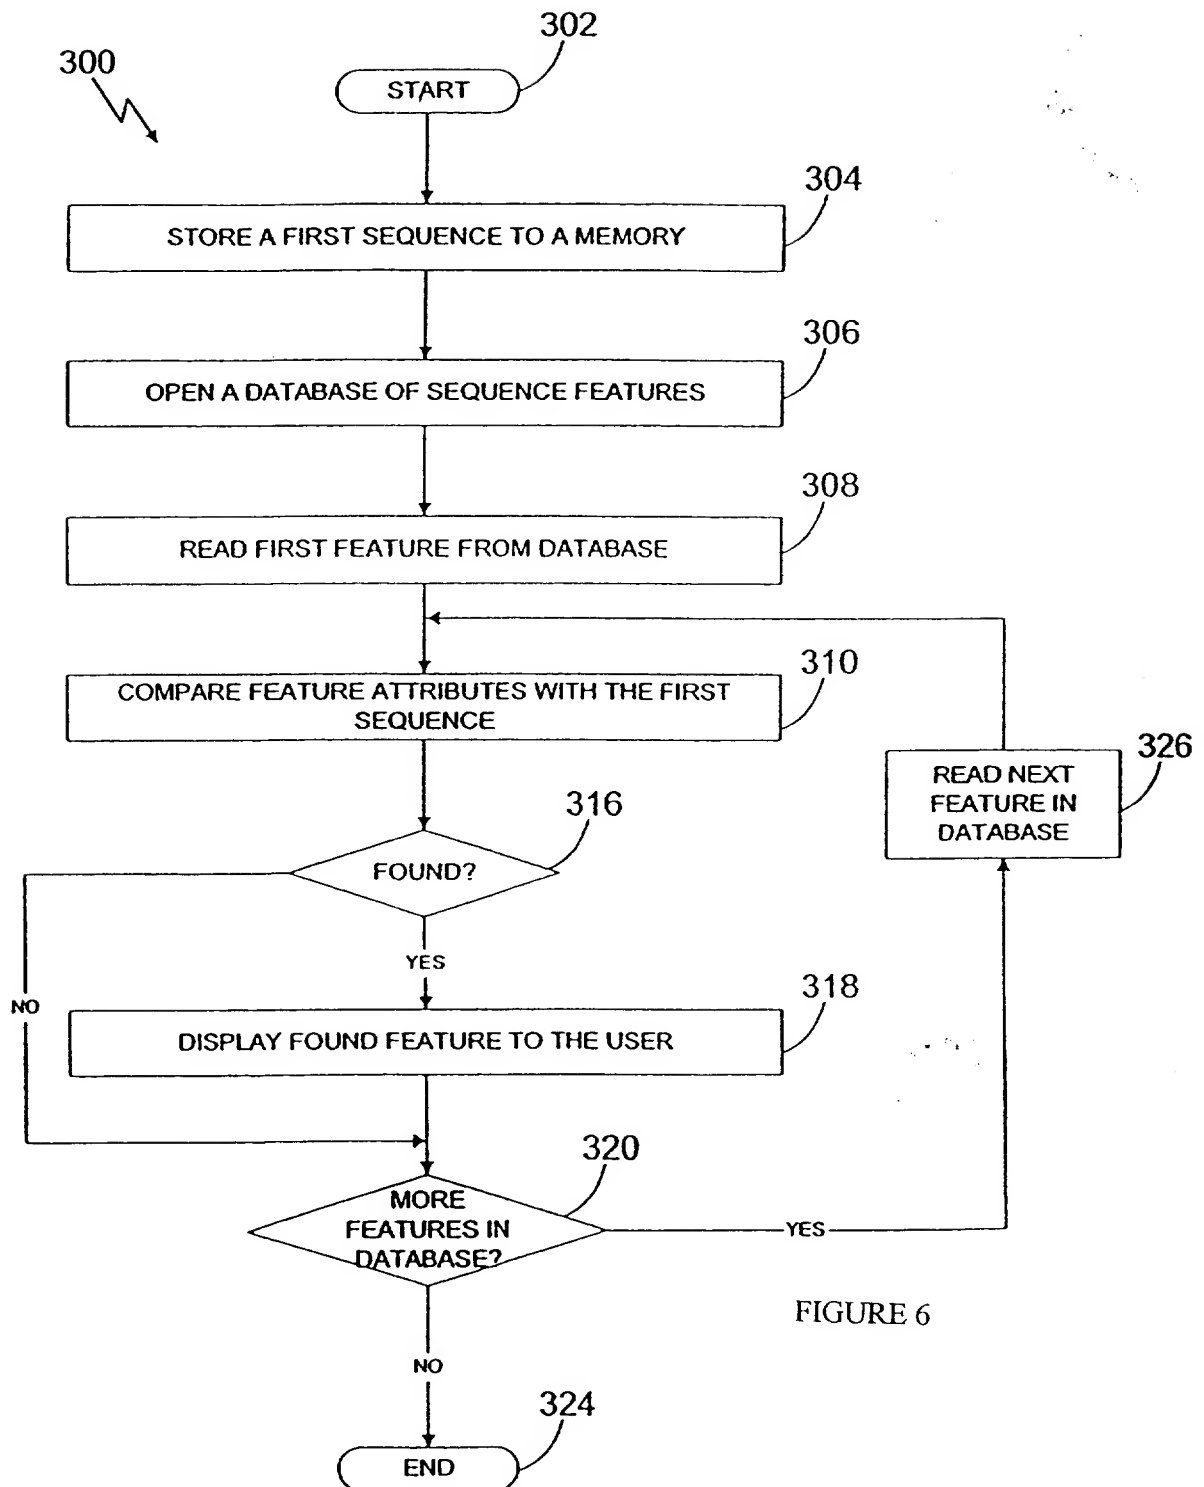 302
300
START
304
STORE A FIRST SEQUENCE TO A MEMORY
306
OPEN A DATABASE OF SEQUENCE FEATURES
308
READ FIRST FEATURE FROM DATABASE
310
COMPARE FEATURE ATTRIBUTES WITH THE FIRST
SEQUENCE
326
READ NEXT
FEATURE IN
DATABASE
316
FOUND?
YES
NO
318
DISPLAY FOUND FEATURE TO THE USER
320
MORE
FEATURES IN
DATABASE?
YES
FIGURE 6
NO
324
END